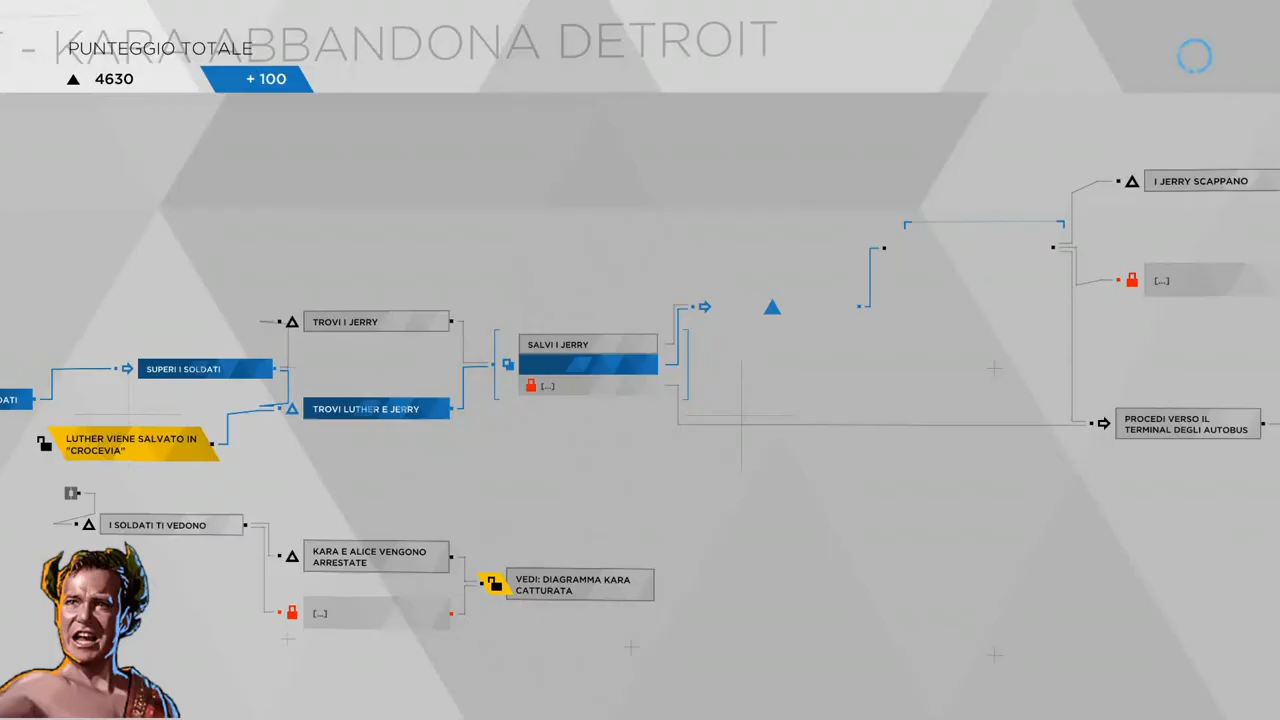 - KARA ABBANDONA DETROIT
PUNTEGGIO TOTALE
4630
+ 100
I JERRY SCAPPANO
[...]
TROVI I JERRY
SALVI I JERRY
[...]
SUPERI I SOLDATI
DATI
TROVI LUTHER E JERRY
LUTHER VIENE SALVATO IN
"CROCEVIA"
PROCEDI VERSO IL
TERMINAL DEGLI AUTOBUS
I SOLDATI TI VEDONO
KARA E ALICE VENGONO
ARRESTATE
VEDI: DIAGRAMMA KARA
CATTURATA
[...]